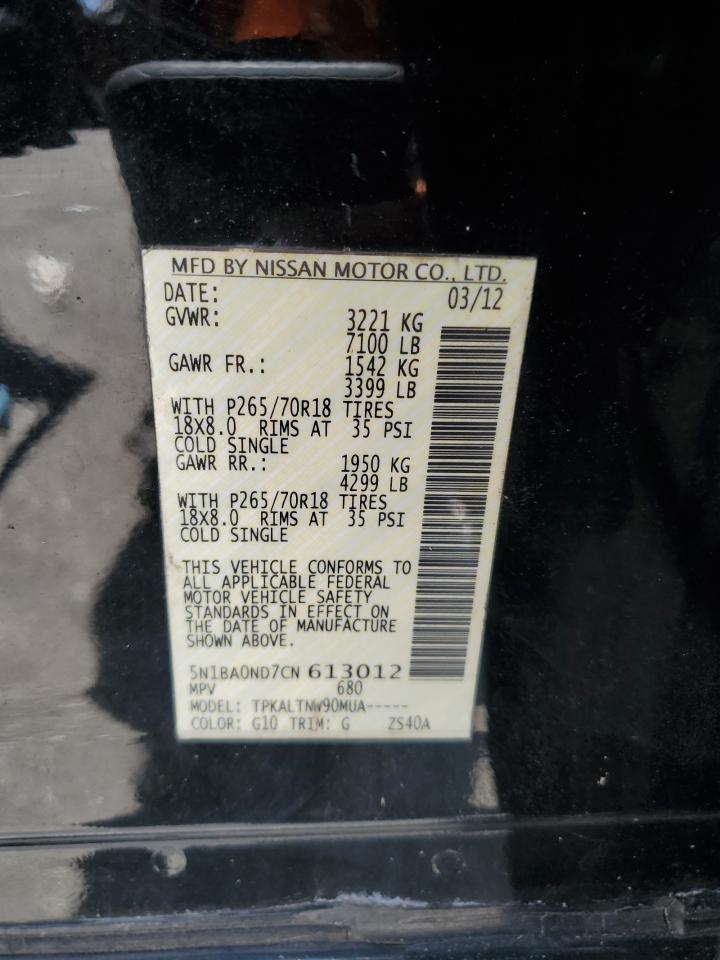 MFD BY NISSAN MOTOR CO., LTD.
DATE: 03/12
GVWR: 3221 KG
7100 LB
GAWR FR.: 1542 KG
3399 LB
WITH P265/70R18 TIRES
18X8.0 RIMS AT 35 PSI
COLD SINGLE
GAWR RR.: 1950 KG
4299 LB
WITH P265/70R18 TIRES
18X8.0 RIMS AT 35 PSI
COLD SINGLE
THIS VEHICLE CONFORMS TO
ALL APPLICABLE FEDERAL
MOTOR VEHICLE SAFETY
STANDARDS IN EFFECT ON
THE DATE OF MANUFACTURE
SHOWN ABOVE.
5N1BA0ND7CN 613012
MPV 680
MODEL: TPKALTNW90MUA-----
COLOR: G10 TRIM: G ZS40A